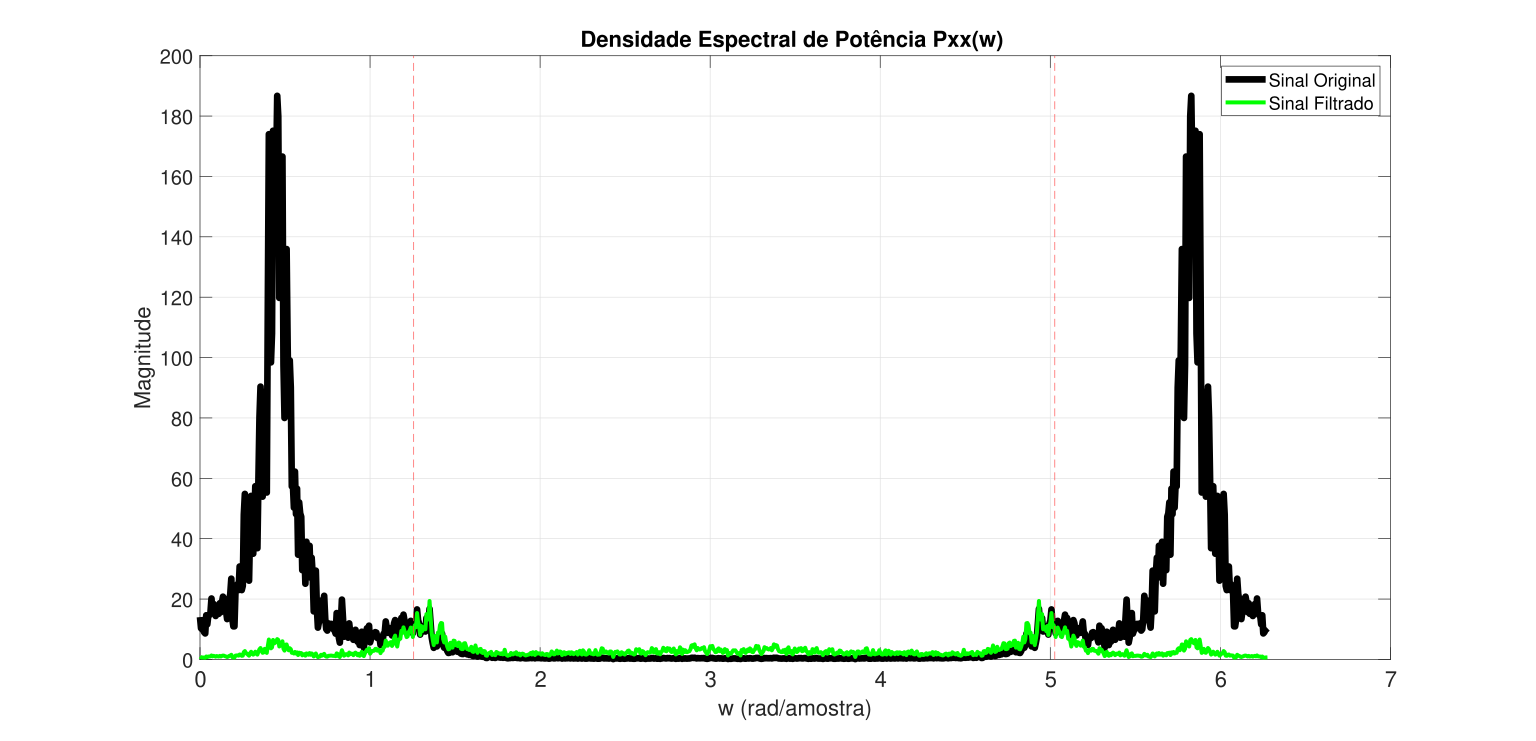 Densidade Espectral de Potência Pxx(w)
200
180
160
140
120
100
80
60
40
20
0
Magnitude
Sinal Original
Sinal Filtrado
0 1 2 3 4 5 6 7
w (rad/amostra)